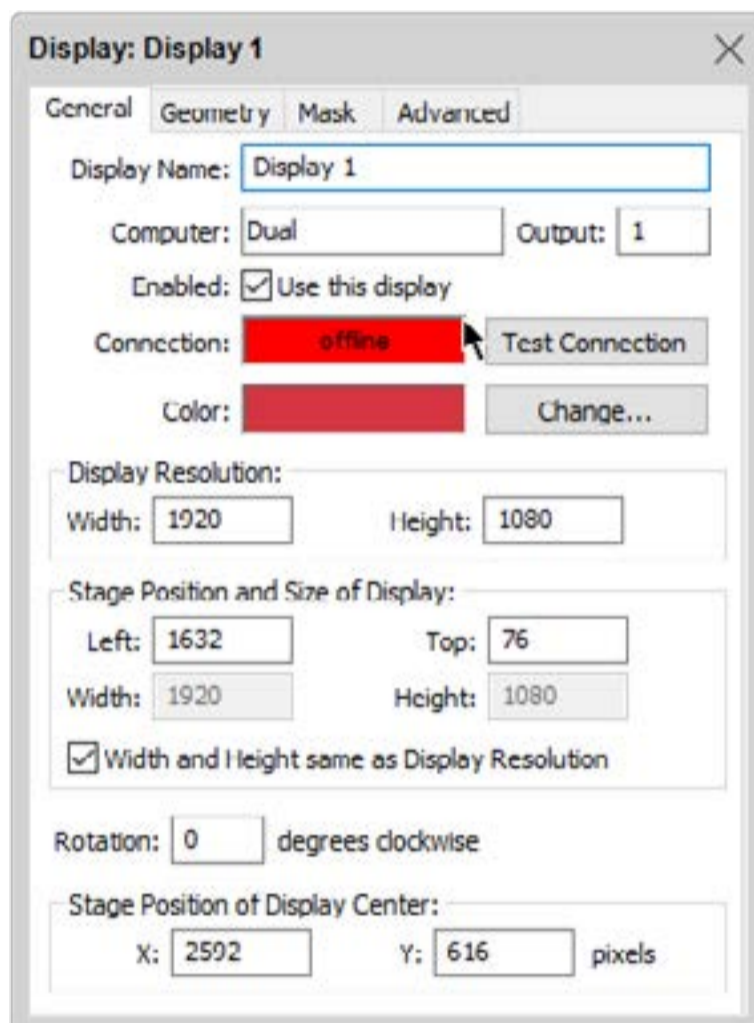 Display: Display 1
General Geometry Mask Advanced
Display Name: Display 1
Computer: Dual Output: 1
Enabled: Use this display
Connection: offline Test Connection
Color: Change...
Display Resolution:
Width: 1920 Height: 1080
Stage Position and Size of Display:
Left: 1632 Top: 76
Width: 1920 Height: 1080
Width and Height same as Display Resolution
Rotation: 0 degrees clockwise
Stage Position of Display Center:
X: 2592 Y: 616 pixels